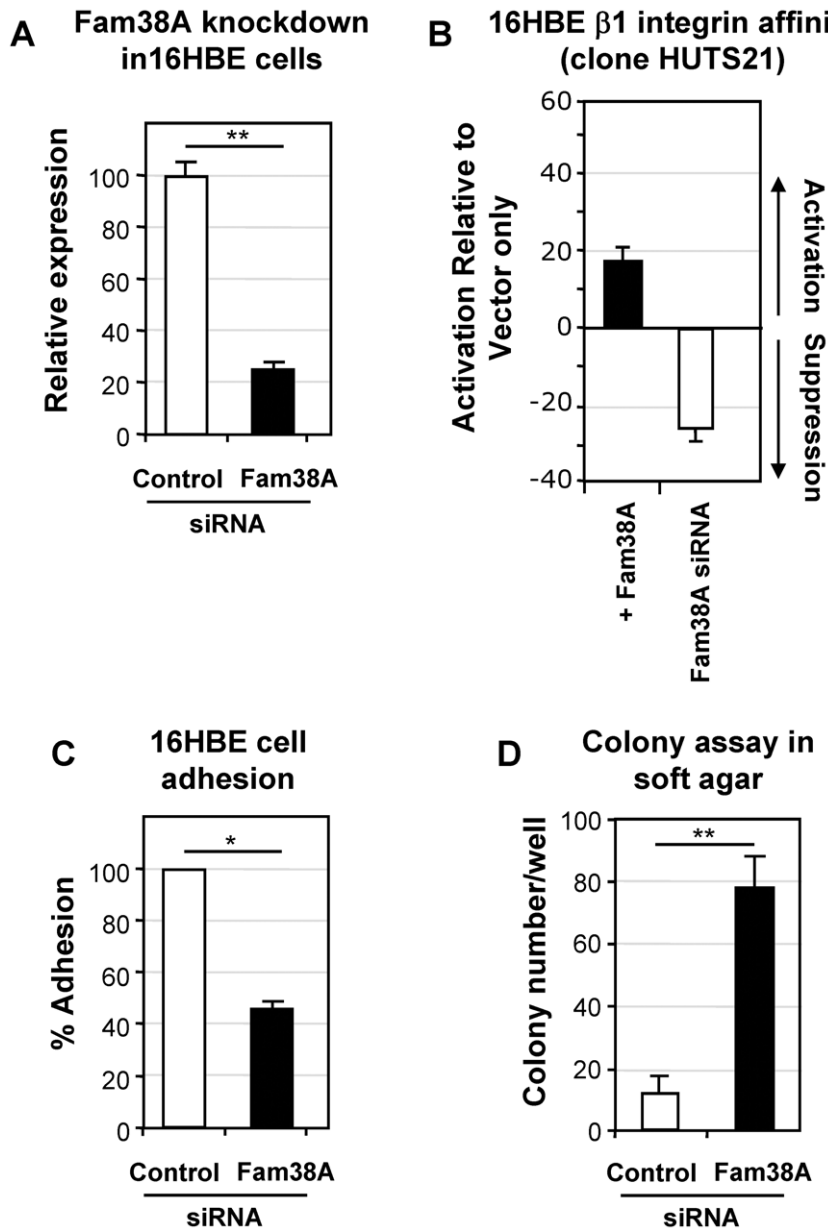 A
Fam38A knockdown
in16HBE cells
Relative expression
100
80
60
40
20
0
**
Control Fam38A
siRNA
B
16HBE β1 integrin affini
(clone HUTS21)
Activation Relative to
Vector only
60
40
20
0
-20
-40
Activation
Suppression
+ Fam38A
Fam38A siRNA
C
16HBE cell
adhesion
% Adhesion
100
80
60
40
20
0
*
Control Fam38A
siRNA
D
Colony assay in
soft agar
Colony number/well
100
80
60
40
20
0
**
Control Fam38A
siRNA